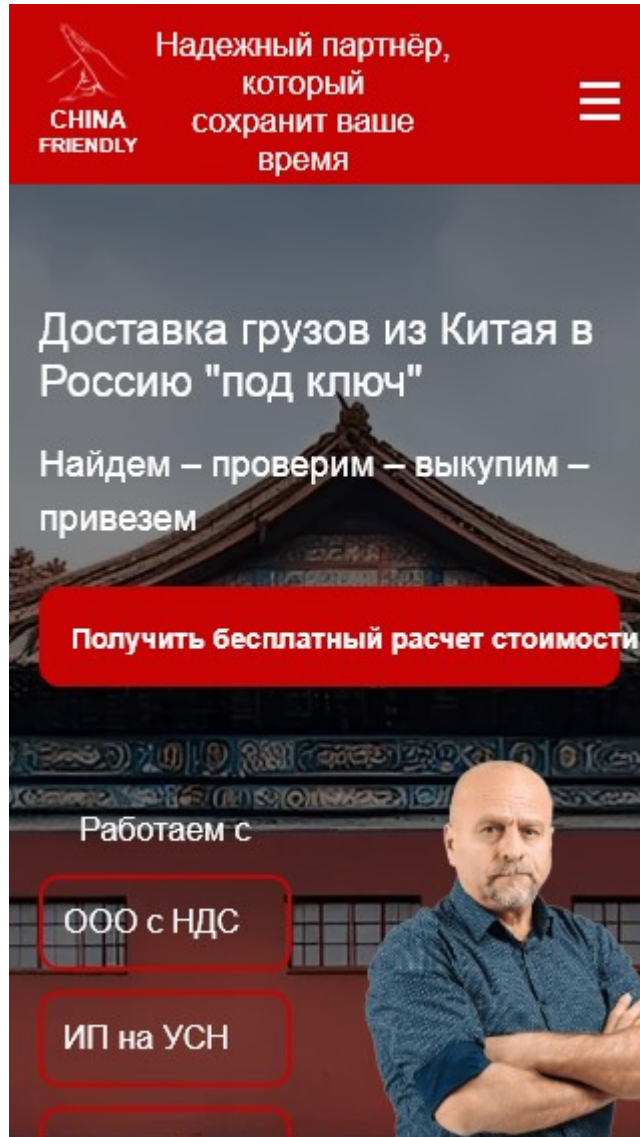 CHINA
FRIENDLY
Надежный партнёр,
который
сохранит ваше
время
Доставка грузов из Китая в
Россию "под ключ"
Найдем – проверим – выкупим –
привезем
Получить бесплатный расчет стоимости
Работаем с
ООО с НДС
ИП на УСН